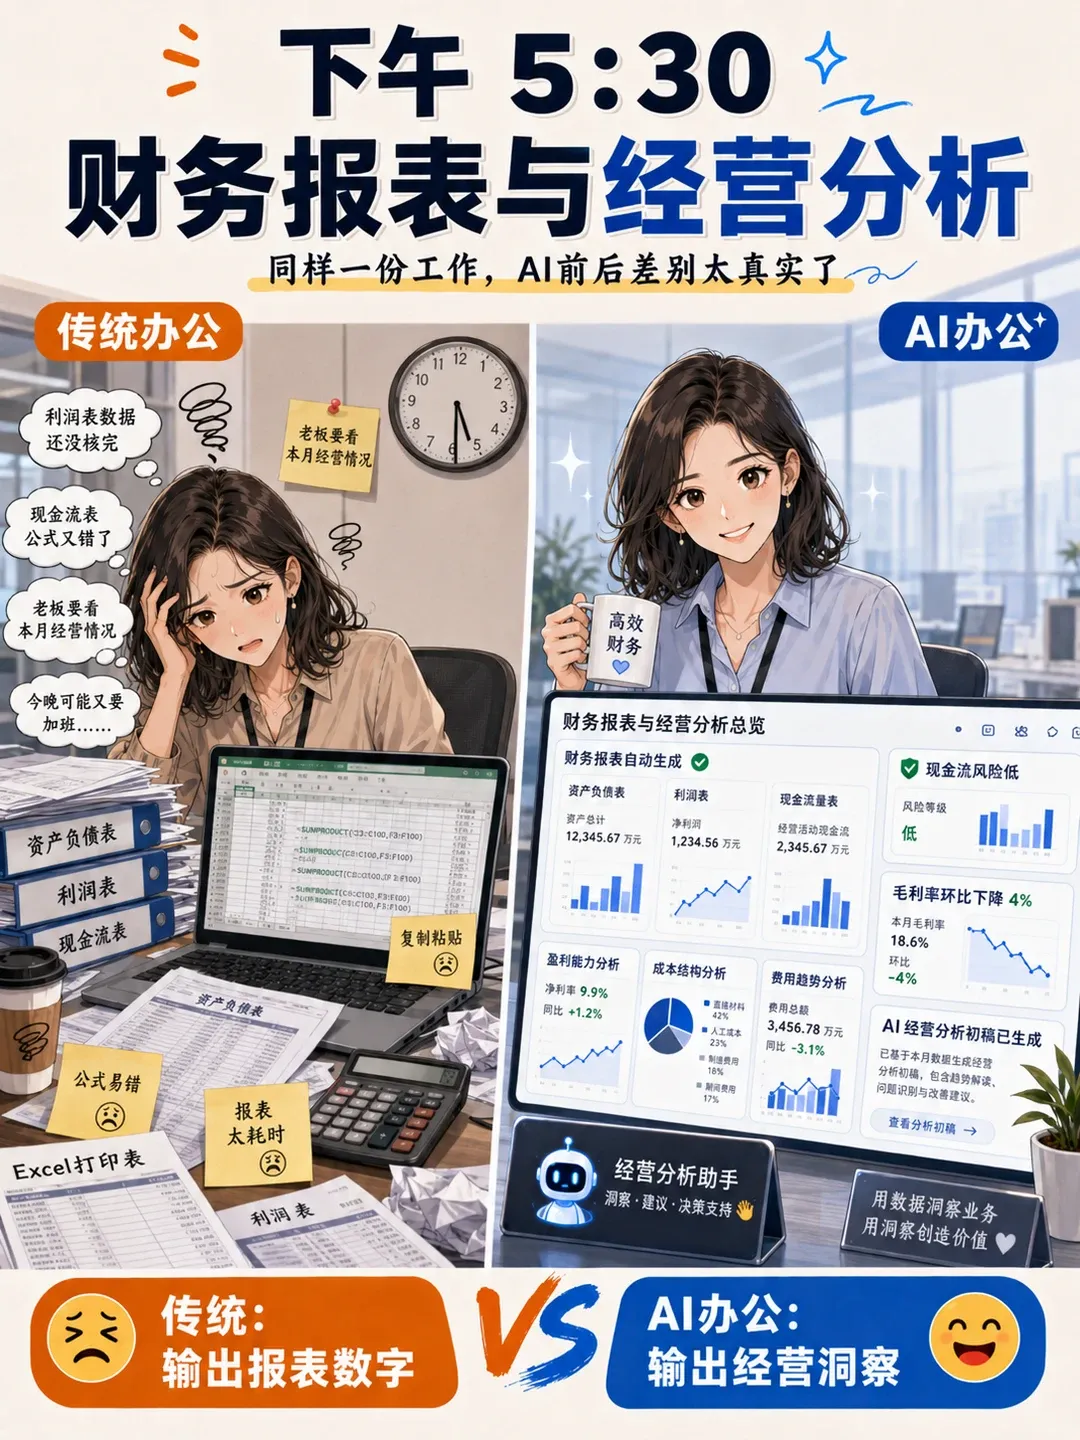 下午 5:30
财务报表与经营分析
同样一份工作，AI前后差别太真实了
传统办公
利润表数据
还没核完
现金流表
公式又错了
老板要看
本月经营情况
今晚可能又要
加班……
老板要看
本月经营情况
12
1
2
3
4
5
6
7
8
9
10
11
资产负债表
利润表
现金流表
=SUMPRODUCT(C3:C100,F3:F100)
复制粘贴
资产负债表
公式易错
报表
太耗时
Excel打印表
利润表
AI办公
高效
财务
财务报表与经营分析总览
财务报表自动生成
资产负债表
资产总计
12,345.67 万元
利润表
净利润
1,234.56 万元
现金流量表
经营活动现金流
2,345.67 万元
现金流风险低
风险等级
低
毛利率环比下降 4%
本月毛利率
18.6%
环比
-4%
盈利能力分析
净利率 9.9%
同比 +1.2%
成本结构分析
直接材料
42%
人工成本
23%
制造费用
18%
期间费用
17%
费用趋势分析
费用总额
3,456.78 万元
同比 -3.1%
AI 经营分析初稿已生成
已基于本月数据生成经营
分析初稿，包含趋势解读、
问题识别与改善建议。
查看分析初稿 →
经营分析助手
洞察·建议·决策支持
用数据洞察业务
用洞察创造价值
传统：
输出报表数字
VS
AI办公：
输出经营洞察